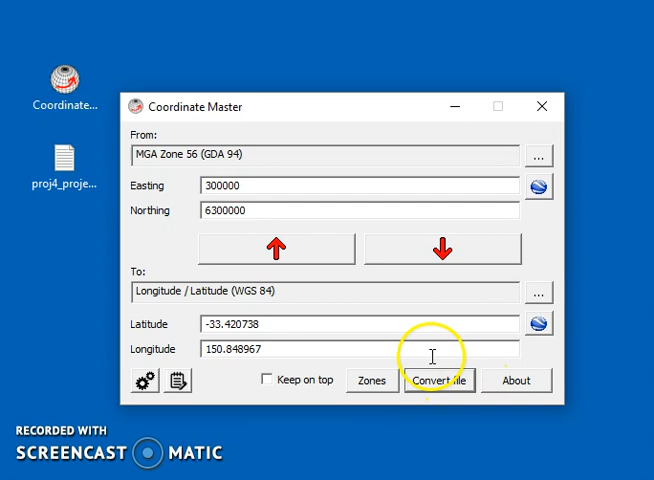 Coordinate...
proj4_proje...
Coordinate Master
From:
MGA Zone 56 (GDA 94)
...
Easting
300000
Northing
6300000
To:
Longitude / Latitude (WGS 84)
...
Latitude
-33.420738
Longitude
150.848967
Keep on top
Zones
Convert file
About
RECORDED WITH
SCREENCAST MATIC